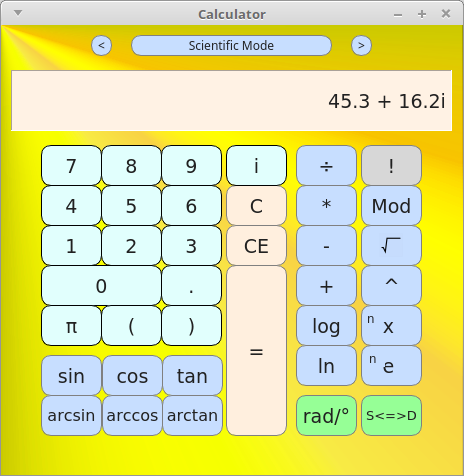 Calculator
< Scientific Mode >
45.3 + 16.2i
7 8 9 i ÷ !
4 5 6 C * Mod
1 2 3 CE - √
0 . + ^
π ( ) = log n x
ln n e
sin cos tan
arcsin arccos arctan rad/° S<=>D